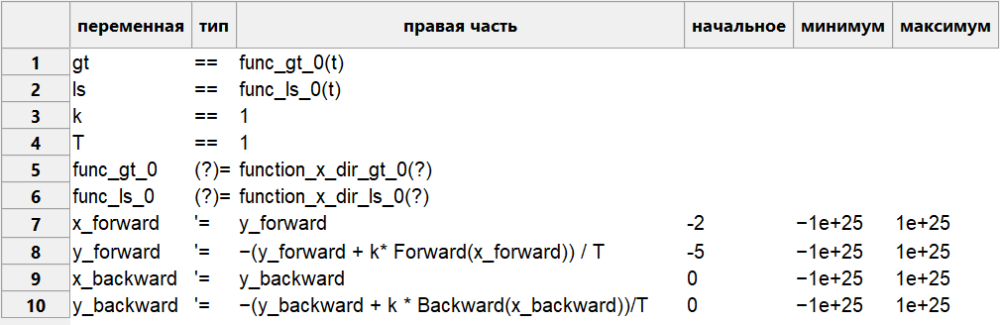 переменная тип правая часть начальное минимум максимум
1 gt == func_gt_0(t)
2 ls == func_ls_0(t)
3 k == 1
4 T == 1
5 func_gt_0 (?)= function_x_dir_gt_0(?)
6 func_ls_0 (?)= function_x_dir_ls_0(?)
7 x_forward '= y_forward -2 −1e+25 1e+25
8 y_forward '= −(y_forward + k* Forward(x_forward)) / T -5 −1e+25 1e+25
9 x_backward '= y_backward 0 −1e+25 1e+25
10 y_backward '= −(y_backward + k * Backward(x_backward))/T 0 −1e+25 1e+25